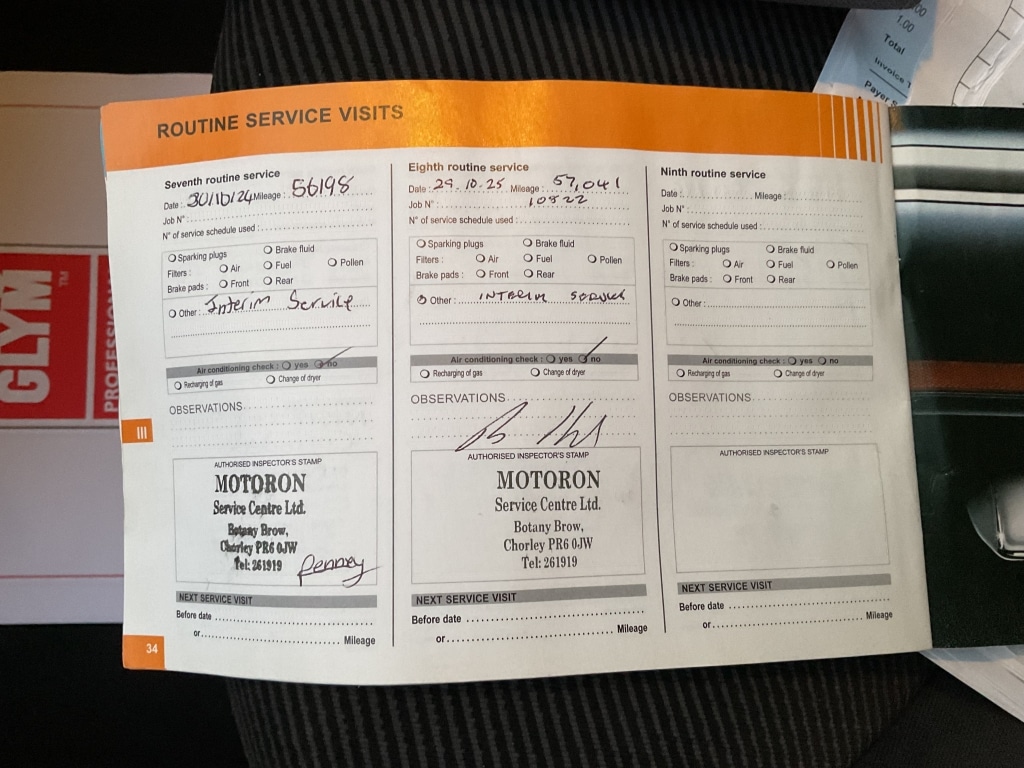 ROUTINE SERVICE VISITS
Seventh routine service
Date : 30/10/24 Mileage : 56198
Job N° :
N° of service schedule used :
Sparking plugs Brake fluid
Filters : Air Fuel Pollen
Brake pads : Front Rear
Other : Interim Service
Air conditioning check : yes no
Recharging of gas Change of dryer
OBSERVATIONS
AUTHORISED INSPECTOR'S STAMP
MOTORON
Service Centre Ltd.
Botany Brow,
Chorley PR6 0JW
Tel: 261919
NEXT SERVICE VISIT
Before date
or Mileage
34
III
Eighth routine service
Date : 29.10.25 Mileage : 57,041
Job N° : 10822
N° of service schedule used :
Sparking plugs Brake fluid
Filters : Air Fuel Pollen
Brake pads : Front Rear
Other : INTERIM SERVICE
Air conditioning check : yes no
Recharging of gas Change of dryer
OBSERVATIONS
AUTHORISED INSPECTOR'S STAMP
MOTORON
Service Centre Ltd.
Botany Brow,
Chorley PR6 0JW
Tel: 261919
NEXT SERVICE VISIT
Before date
or Mileage
Ninth routine service
Date : Mileage :
Job N° :
N° of service schedule used :
Sparking plugs Brake fluid
Filters : Air Fuel Pollen
Brake pads : Front Rear
Other :
Air conditioning check : yes no
Recharging of gas Change of dryer
OBSERVATIONS
AUTHORISED INSPECTOR'S STAMP
NEXT SERVICE VISIT
Before date
or Mileage
GLYM
TM
1.00
Total
Invoice
Payer